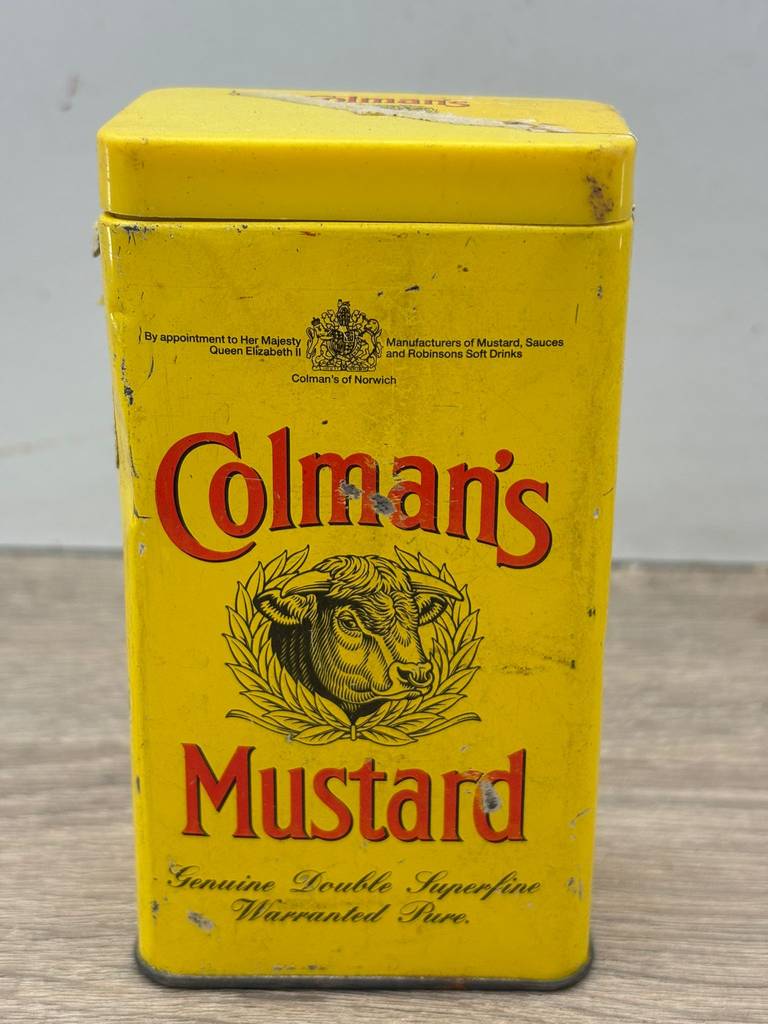 Colman's
By appointment to Her Majesty
Queen Elizabeth II
Manufacturers of Mustard, Sauces
and Robinsons Soft Drinks
Colman's of Norwich
Colman's
Mustard
Genuine Double Superfine
Warranted Pure.